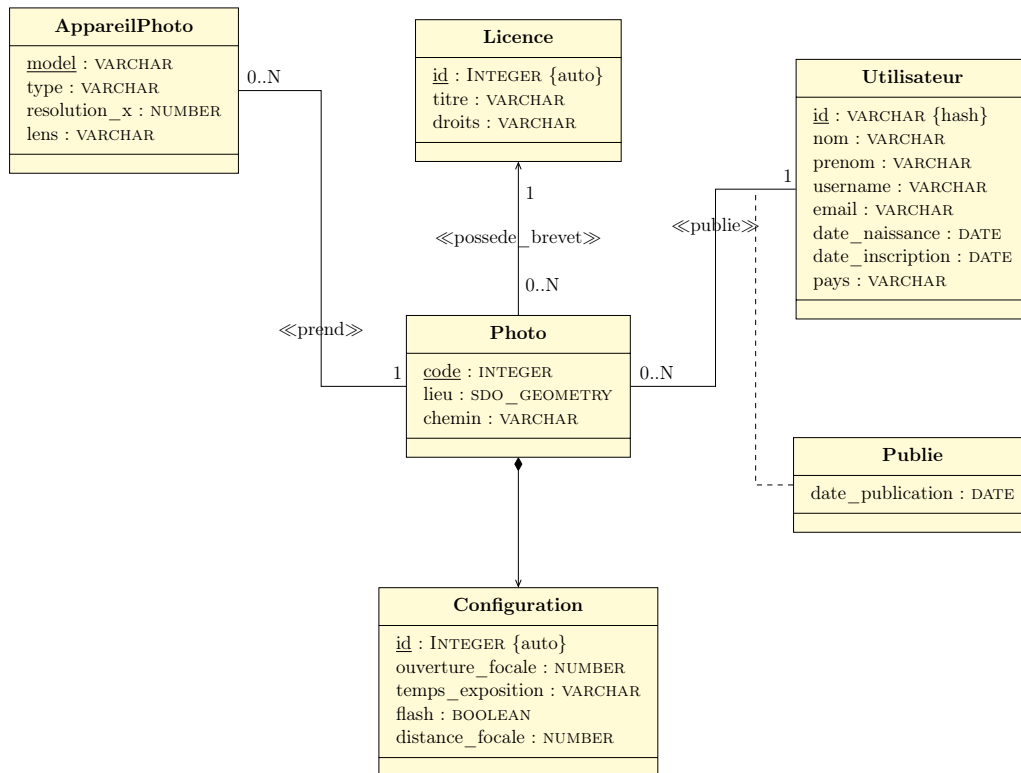 AppareilPhoto
model : VARCHAR
type : VARCHAR
resolution_x : NUMBER
lens : VARCHAR
0..N
Licence
id : INTEGER {auto}
titre : VARCHAR
droits : VARCHAR
1
≪possede_brevet≫
0..N
Utilisateur
id : VARCHAR {hash}
nom : VARCHAR
prenom : VARCHAR
username : VARCHAR
email : VARCHAR
date_naissance : DATE
date_inscription : DATE
pays : VARCHAR
1
≪publie≫
≪prend≫
1
Photo
code : INTEGER
lieu : SDO_GEOMETRY
chemin : VARCHAR
0..N
Publie
date_publication : DATE
Configuration
id : INTEGER {auto}
ouverture_focale : NUMBER
temps_exposition : VARCHAR
flash : BOOLEAN
distance_focale : NUMBER